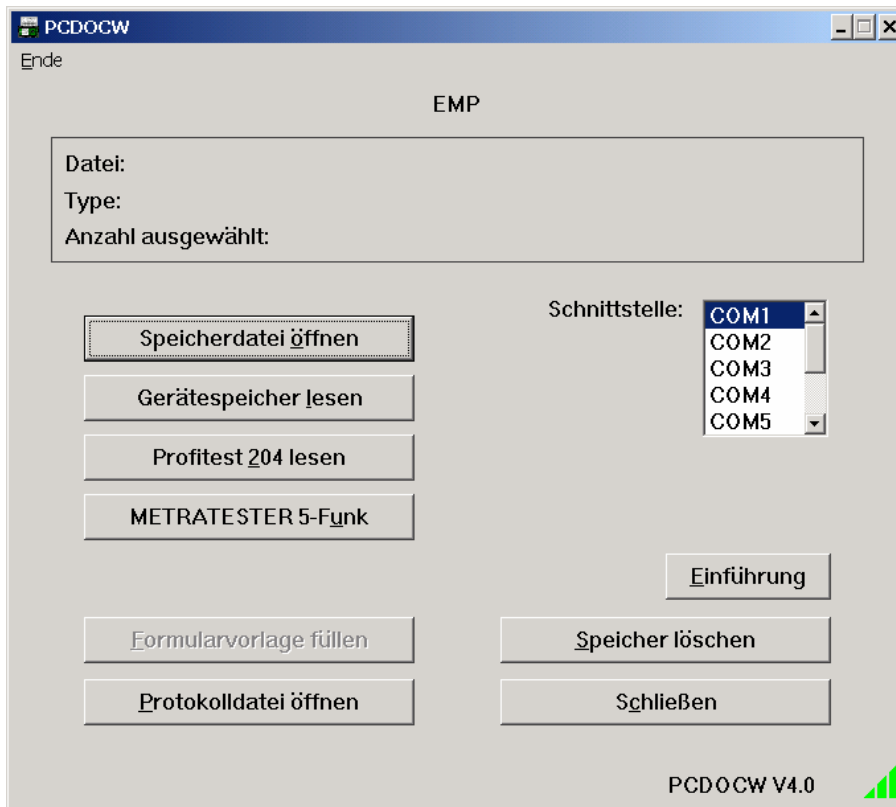 PCDOCW
Ende
EMP
Datei:
Type:
Anzahl ausgewählt:
Schnittstelle:
COM1
COM2
COM3
COM4
COM5
Speicherdatei öffnen
Gerätespeicher lesen
Profitest 204 lesen
METRATESTER 5-Funk
Einführung
Formularvorlage füllen
Speicher löschen
Protokolldatei öffnen
Schließen
PCDOCW V4.0